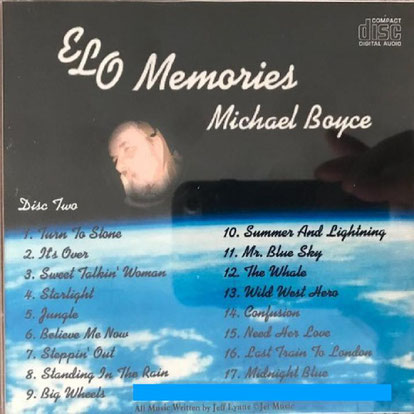 COMPACT
disc
DIGITAL AUDIO
ELO Memories
Michael Boyce
Disc Two
1. Turn To Stone
2. It's Over
3. Sweet Talkin' Woman
4. Starlight
5. Jungle
6. Believe Me Now
7. Steppin' Out
8. Standing In The Rain
9. Big Wheels
10. Summer And Lightning
11. Mr. Blue Sky
12. The Whale
13. Wild West Hero
14. Confusion
15. Need Her Love
16. Last Train To London
17. Midnight Blue
All Music Written by Jeff Lynne ©Jet Music